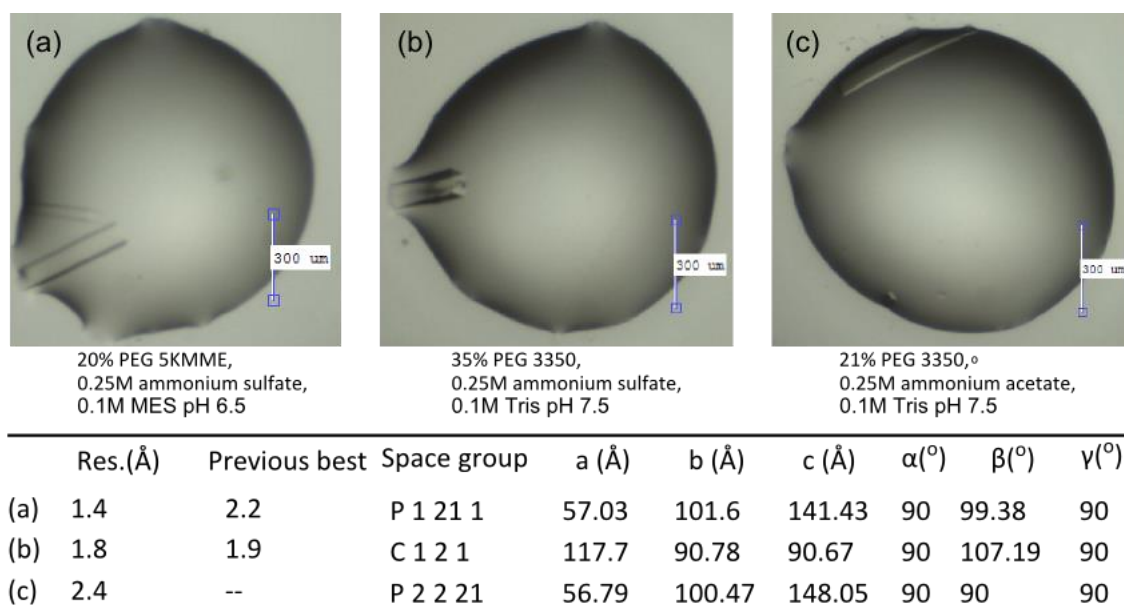 (a)
(b)
(c)
300 um
300 um
300 um
20% PEG 5KMME,
0.25M ammonium sulfate,
0.1M MES pH 6.5
35% PEG 3350,
0.25M ammonium sulfate,
0.1M Tris pH 7.5
21% PEG 3350,o
0.25M ammonium acetate,
0.1M Tris pH 7.5
Res.(Å) Previous best Space group a (Å) b (Å) c (Å) α(o) β(o) γ(o)
(a) 1.4 2.2 P 1 21 1 57.03 101.6 141.43 90 99.38 90
(b) 1.8 1.9 C 1 2 1 117.7 90.78 90.67 90 107.19 90
(c) 2.4 -- P 2 2 21 56.79 100.47 148.05 90 90 90